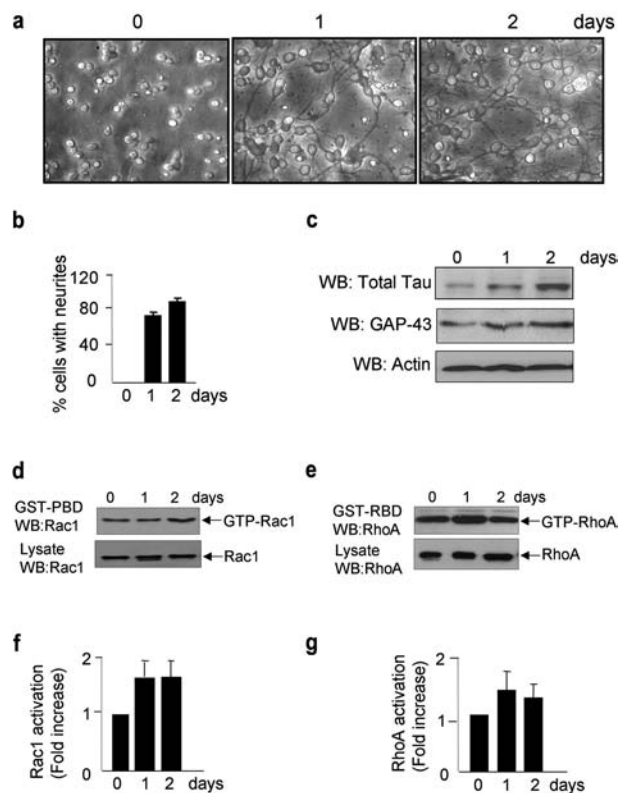 a
0 1 2 days
b
120
80
40
0
% cells with neurites
0 1 2 days
c
0 1 2 days
WB: Total Tau
WB: GAP-43
WB: Actin
d
0 1 2 days
GST-PBD
WB:Rac1
GTP-Rac1
Lysate
WB:Rac1
Rac1
e
0 1 2 days
GST-RBD
WB:RhoA
GTP-RhoA
Lysate
WB:RhoA
RhoA
f
2
1
0
Rac1 activation
(Fold increase)
0 1 2 days
g
2
1
0
RhoA activation
(Fold increase)
0 1 2 days